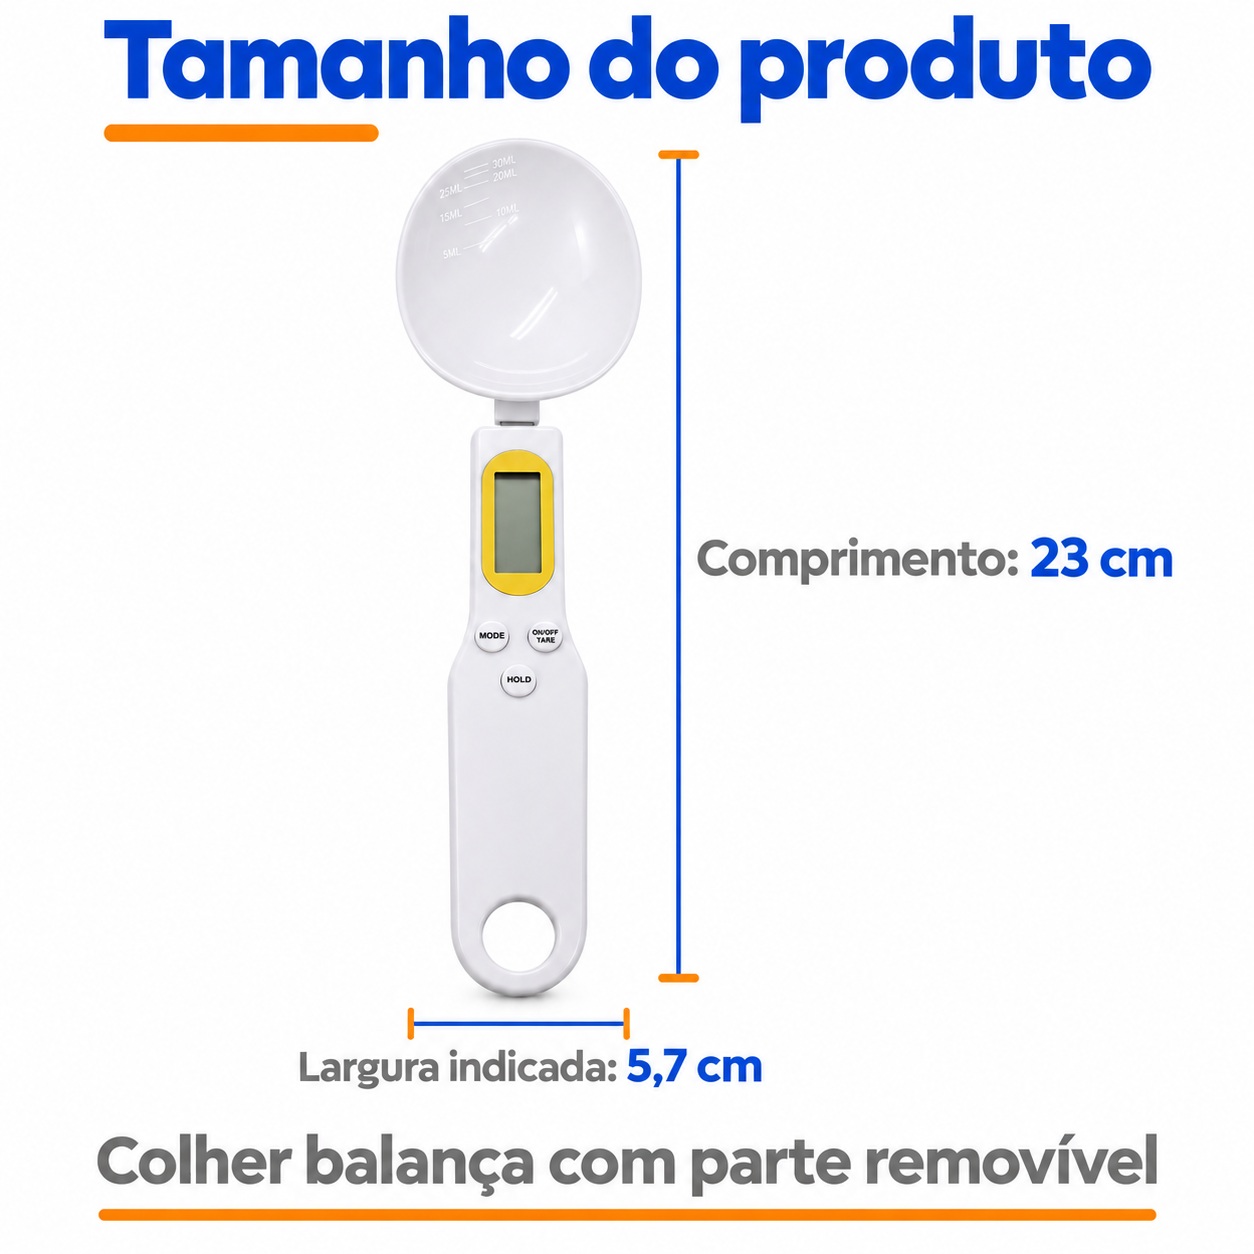 Tamanho do produto
30ML
20ML
25ML
15ML
10ML
5ML
Comprimento: 23 cm
MODE
ON/OFF
TARE
HOLD
Largura indicada: 5,7 cm
Colher balança com parte removível